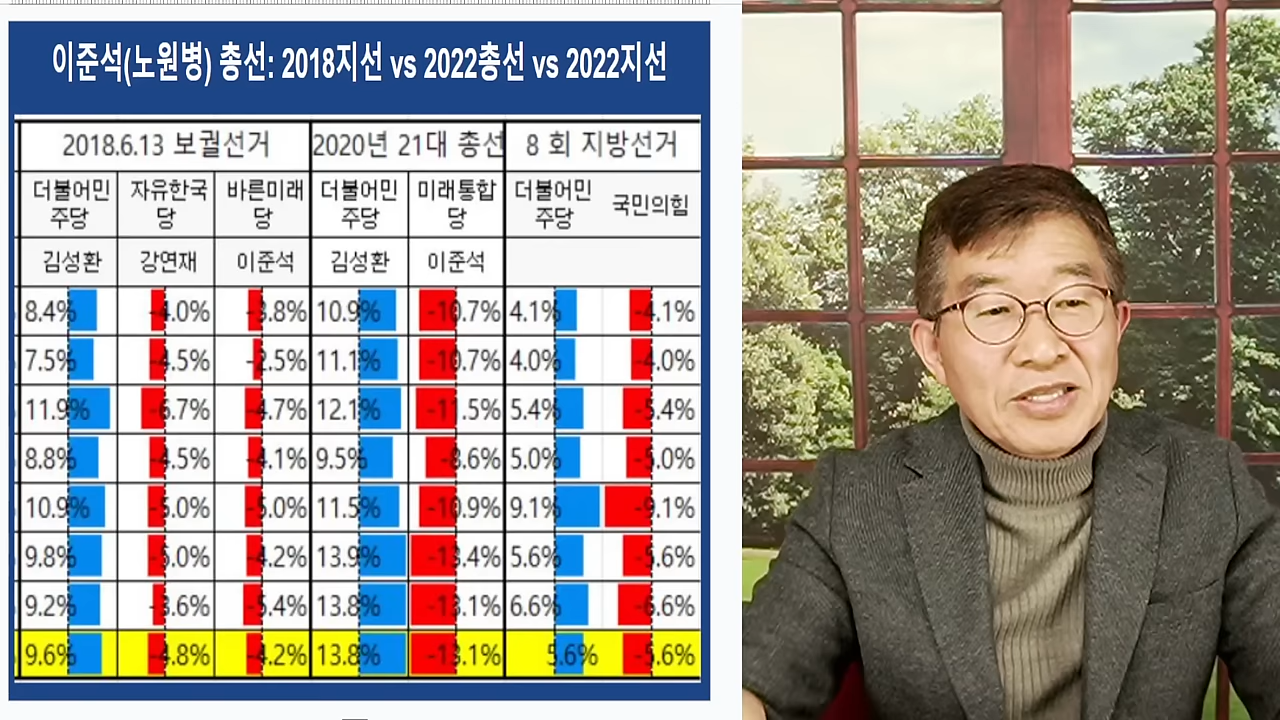 이준석(노원병) 총선: 2018지선 vs 2022총선 vs 2022지선
2018.6.13 보궐선거 2020년 21대 총선 8 회 지방선거
더불어민주당 자유한국당 바른미래당 더불어민주당 미래통합당 더불어민주당 국민의힘
김성환 강연재 이준석 김성환 이준석
8.4% -4.0% -3.8% 10.9% -10.7% 4.1% -4.1%
7.5% -4.5% -2.5% 11.1% -10.7% 4.0% -4.0%
11.9% -6.7% -4.7% 12.1% -11.5% 5.4% -5.4%
8.8% -4.5% -4.1% 9.5% -8.6% 5.0% -5.0%
10.9% -5.0% -5.0% 11.5% -10.9% 9.1% -9.1%
9.8% -5.0% -4.2% 13.9% -13.4% 5.6% -5.6%
9.2% -3.6% -5.4% 13.8% -13.1% 6.6% -6.6%
9.6% -4.8% -4.2% 13.8% -13.1% 5.6% -5.6%